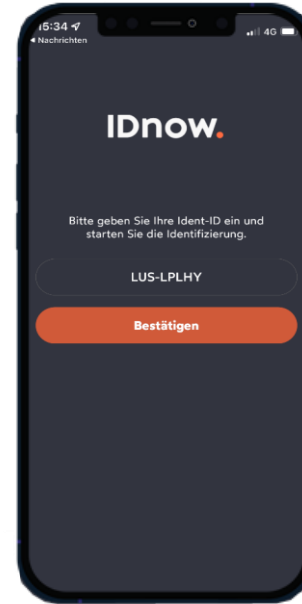 15:34
4G
◀ Nachrichten
IDnow.
Bitte geben Sie Ihre Ident-ID ein und
starten Sie die Identifizierung.
LUS-LPLHY
Bestätigen